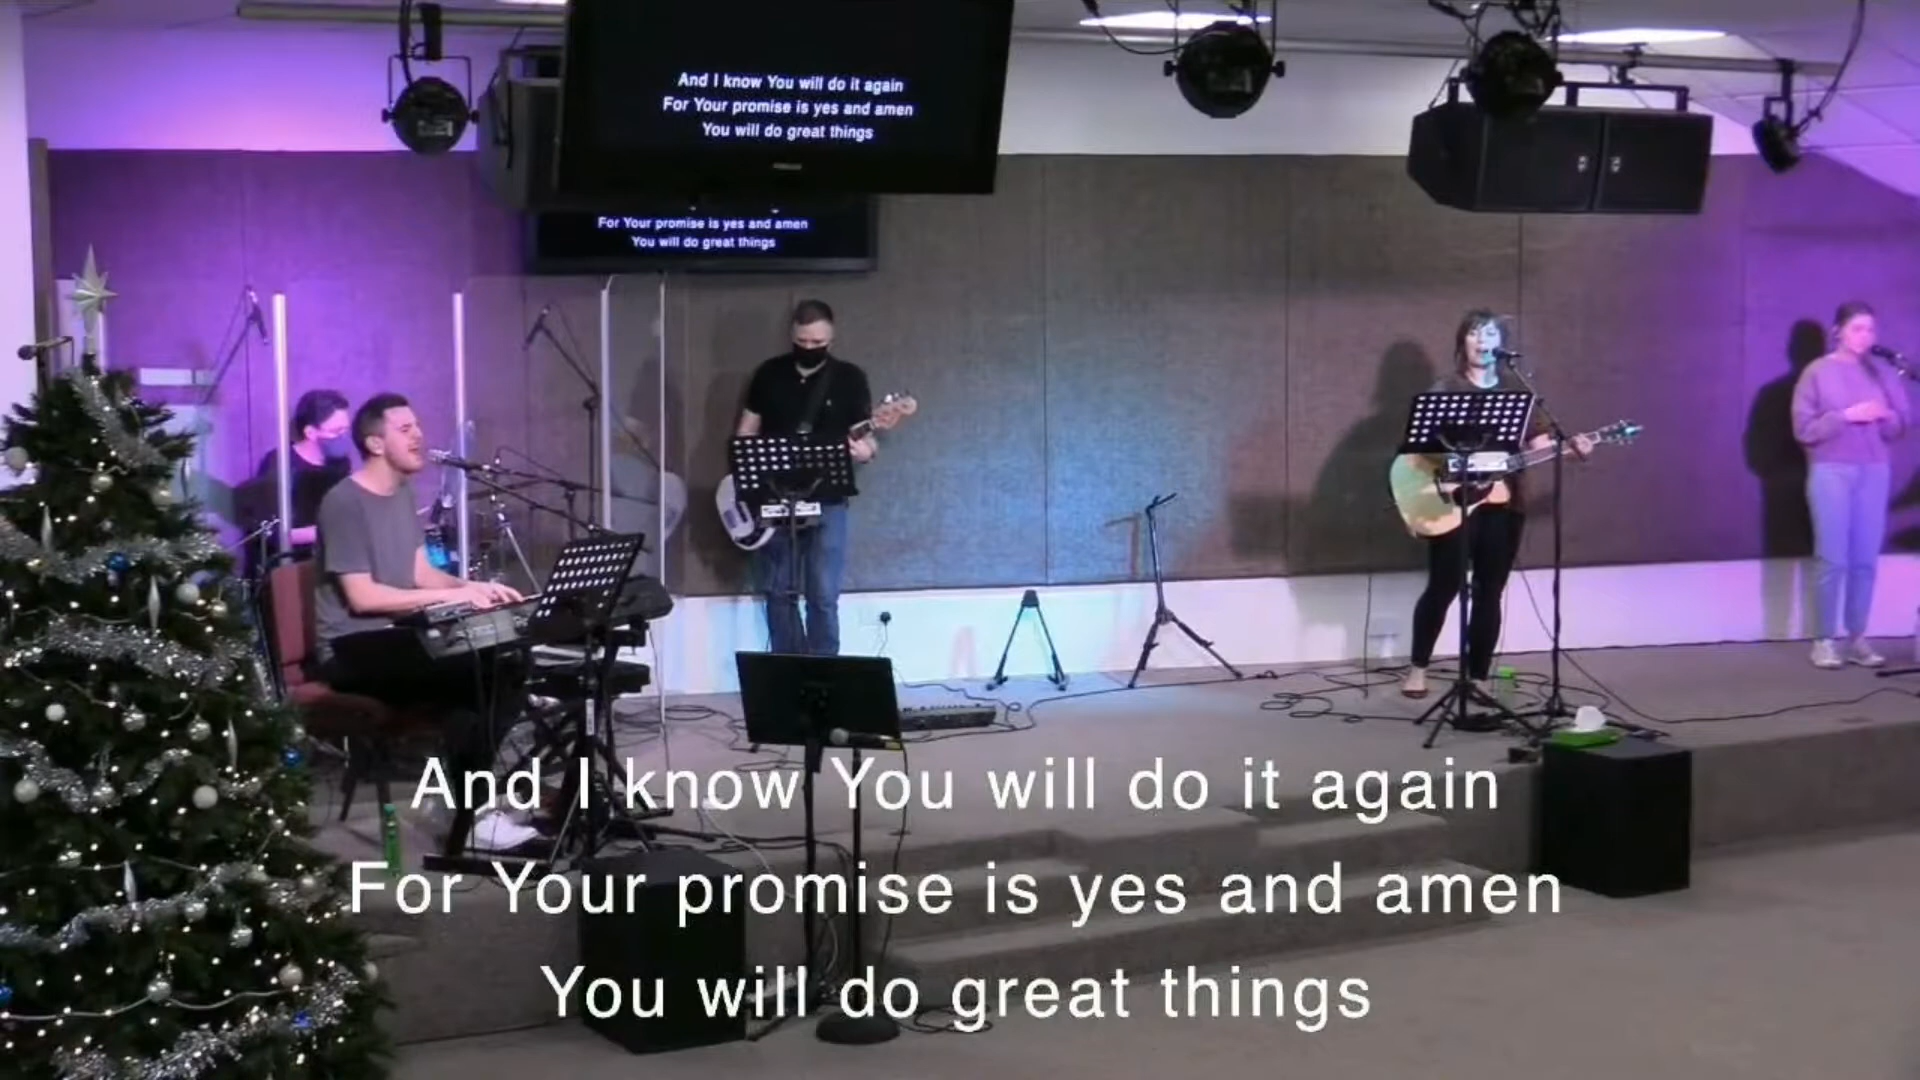 And I know You will do it again
For Your promise is yes and amen
You will do great things
For Your promise is yes and amen
You will do great things
And I know You will do it again
For Your promise is yes and amen
You will do great things